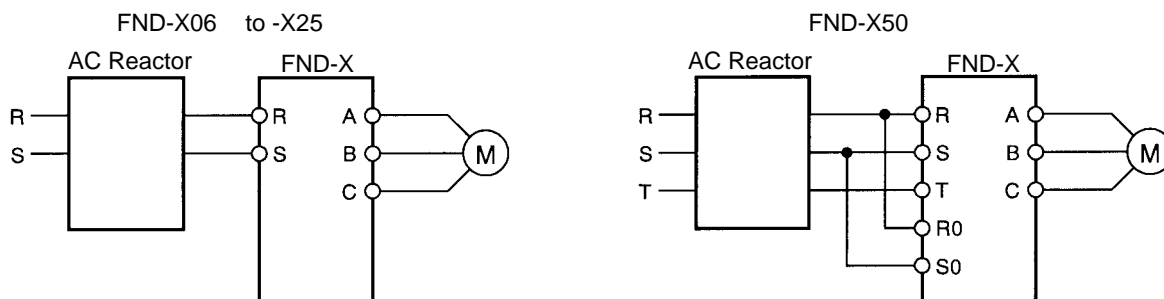 FND-X06 to -X25
AC Reactor
FND-X
R
S
R
S
A
B
C
M
FND-X50
AC Reactor
FND-X
R
S
T
R
S
T
R0
S0
A
B
C
M